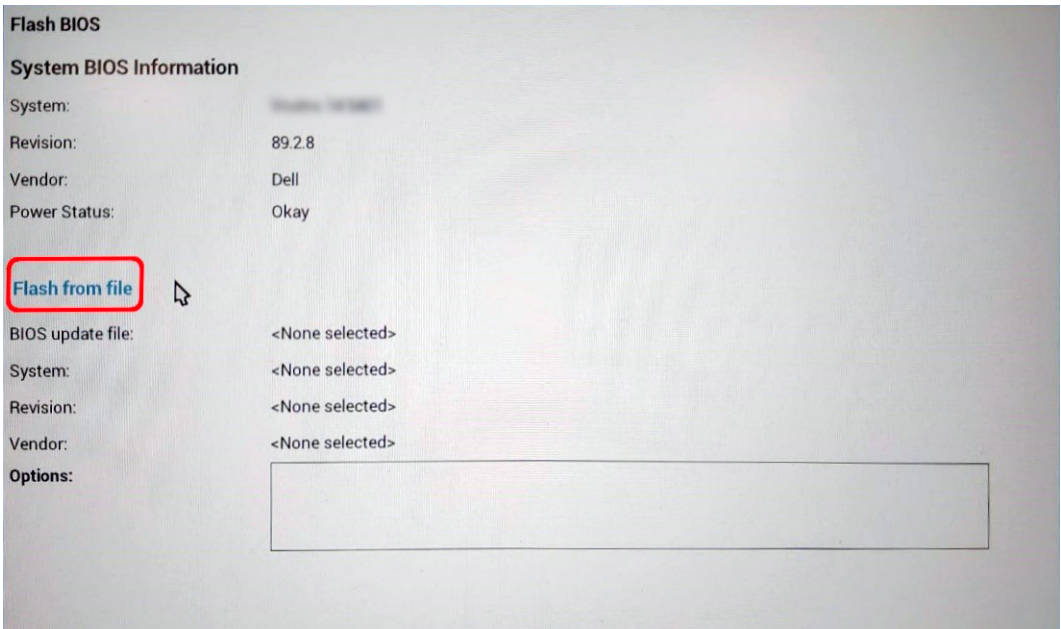 Flash BIOS
System BIOS Information
System:
Revision: 89.2.8
Vendor: Dell
Power Status: Okay
Flash from file
BIOS update file: <None selected>
System: <None selected>
Revision: <None selected>
Vendor: <None selected>
Options: